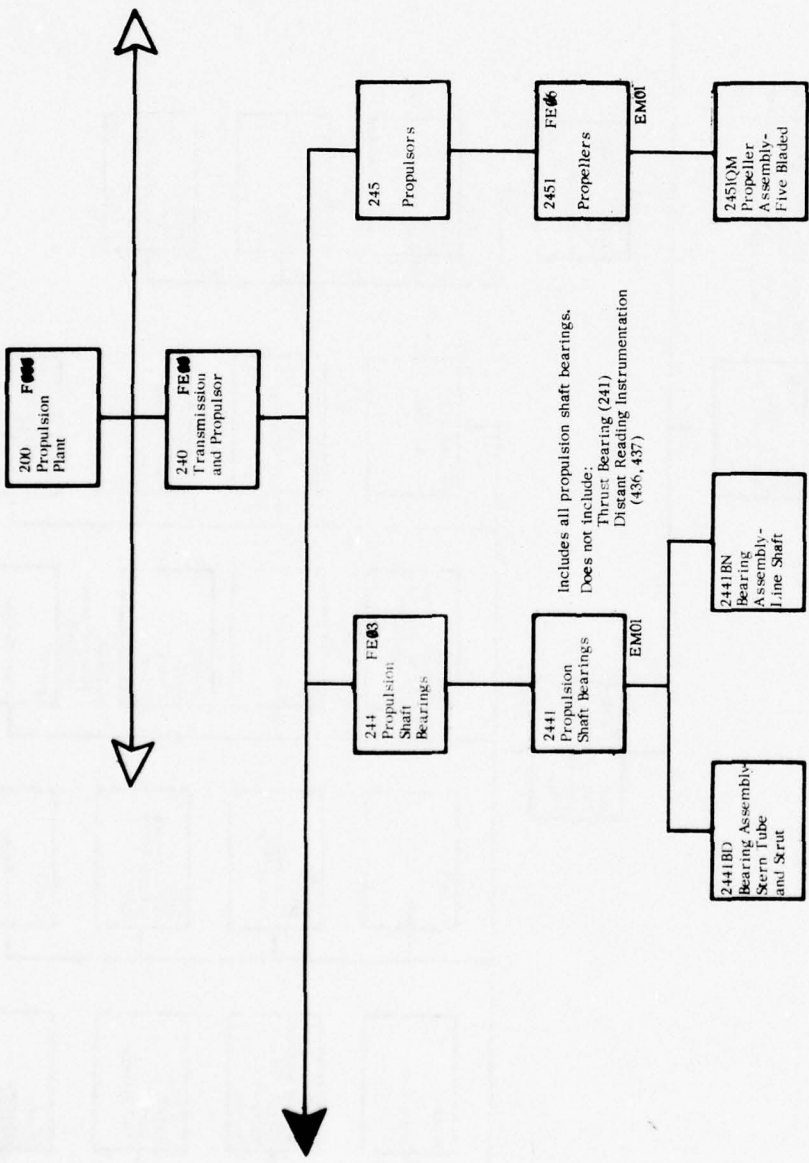 200
Propulsion
Plant
240
Transmission
and Propulsor
244
Propulsion
Shaft
Bearings
245
Propulsors
2441
Propulsion
Shaft Bearings
EM01
Includes all propulsion shaft bearings.
Does not include:
Thrust Bearing (241)
Distant Reading Instrumentation
(436, 437)
2451
Propellers
EM01
2441BD
Bearing Assembly-
Stern Tube
and Strut
2441BN
Bearing
Assembly-
Line Shaft
2451QM
Propeller
Assembly-
Five Bladed